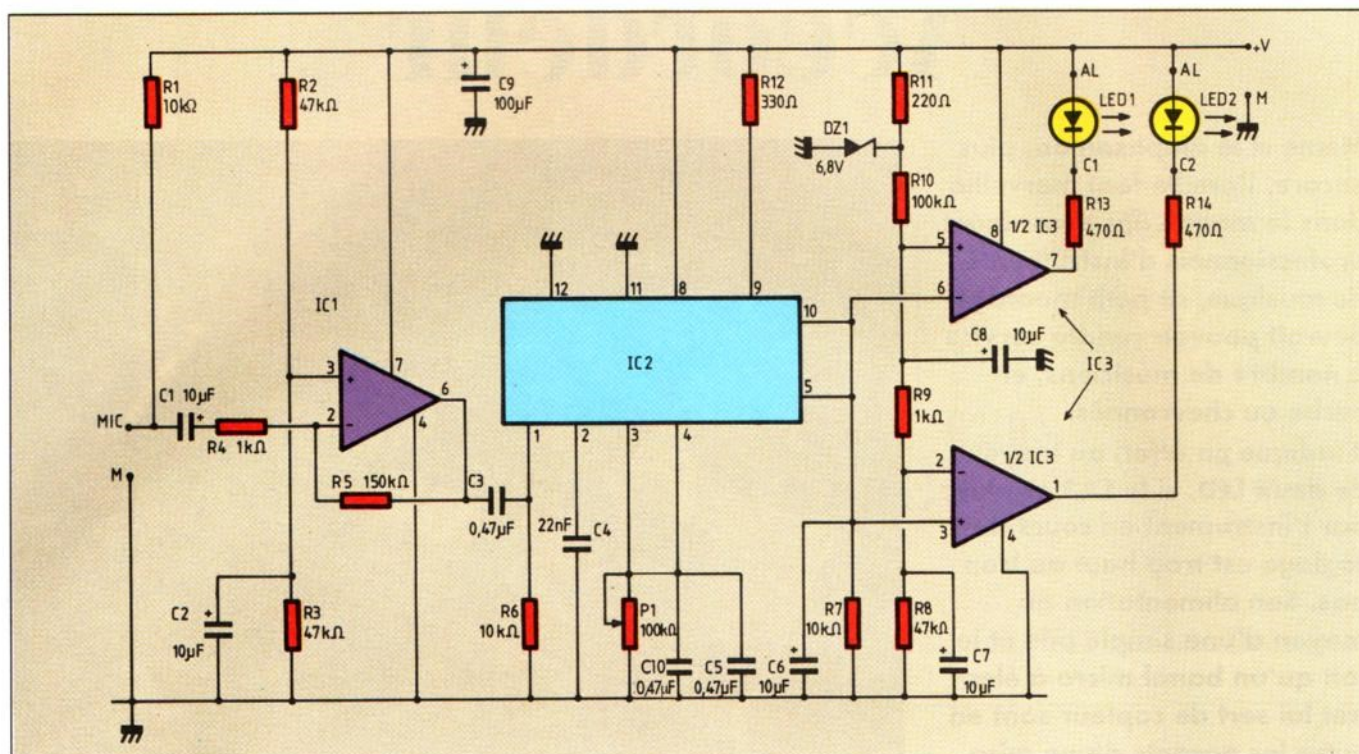 R1
10kΩ
R2
47kΩ
+
C9
100µF
R12
330Ω
R11
220Ω
+V
M
AL
LED1
AL
LED2
DZ1
6,8V
C1
C2
R10
100kΩ
R13
470Ω
R14
470Ω
IC1
12
11
8
9
5
+
6
-
8
1/2 IC3
7
3
+
2
-
7
6
4
IC2
10
5
C8
+
10µF
IC3
MIC
C1
10µF
+
R4
1kΩ
M
R5
150kΩ
C3
0,47µF
1
2
3
4
R9
1kΩ
1/2 IC3
2
-
3
+
1
4
22nF
C4
C2
+
10µF
R3
47kΩ
R6
10kΩ
P1
100kΩ
C10
0,47µF
C5
0,47µF
R7
10kΩ
C6
+
10µF
R8
47kΩ
+
C7
10µF